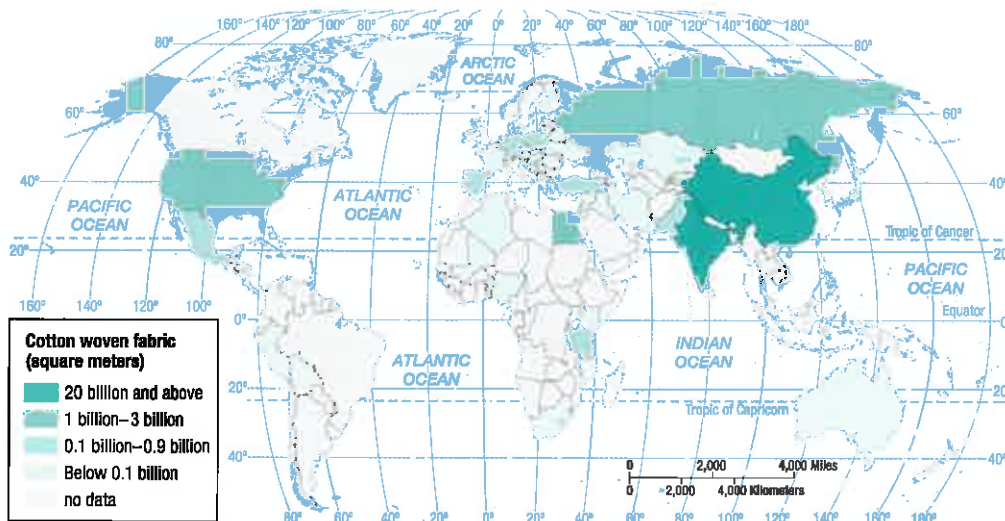 160° 140° 120° 100° 80° 60° 40° 20° 0° 20° 40° 60° 80° 100° 120° 140° 160°
80°
80°
ARCTIC
OCEAN
60°
60°
40°
40°
PACIFIC
OCEAN
ATLANTIC
OCEAN
20°
Tropic of Cancer
20°
PACIFIC
OCEAN
160° 140° 120° 100°
0°
Equator
0°
ATLANTIC
OCEAN
INDIAN
OCEAN
20°
Tropic of Capricorn
20°
40°
40°
Cotton woven fabric
(square meters)
20 billion and above
1 billion–3 billion
0.1 billion–0.9 billion
Below 0.1 billion
no data
0 2,000 4,000 Miles
0 2,000 4,000 Kilometers
80° 60° 40° 20° 0° 20° 40° 60° 80° 100° 120° 140° 160° 180°